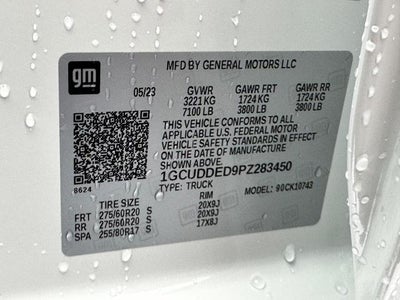 gm
MFD BY GENERAL MOTORS LLC
05/23 GVWR GAWR FRT GAWR RR
3221 KG 1724 KG 1724 KG
7100 LB 3800 LB 3800 LB
THIS VEHICLE CONFORMS TO ALL
APPLICABLE U.S. FEDERAL MOTOR
VEHICLE SAFETY STANDARDS IN EFFECT
ON THE DATE OF MANUFACTURE SHOWN ABOVE.
1GCUDDED9PZ283450
8624
TYPE: TRUCK MODEL: 90CK10743
TIRE SIZE RIM
FRT 275/60R20 S 20X9J
RR 275/60R20 S 20X9J
SPA 255/80R17 S 17X8J